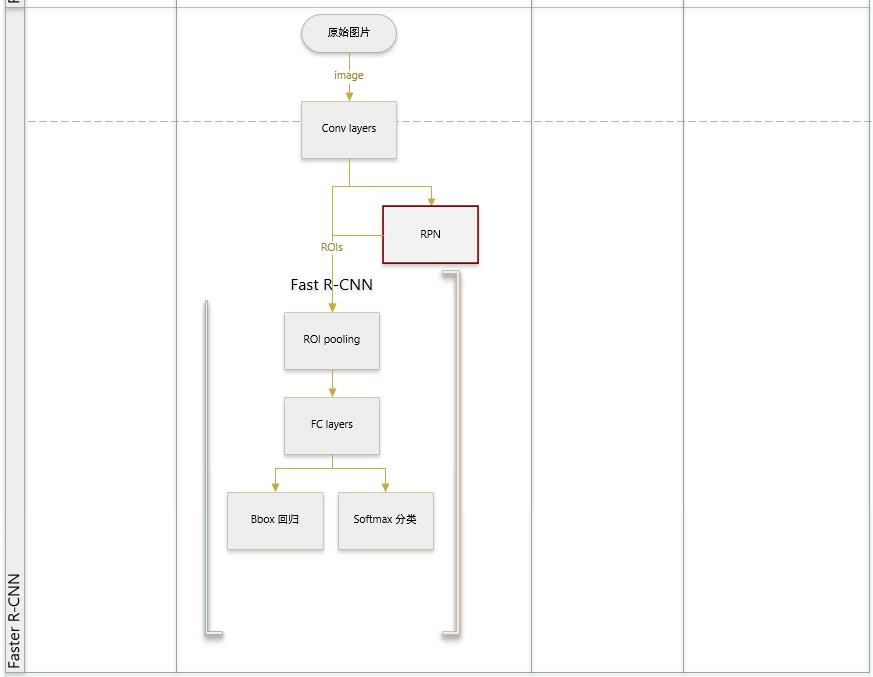 原始图片
image
Conv layers
RPN
ROIs
Fast R-CNN
ROI pooling
FC layers
Bbox 回归
Softmax 分类
Faster R-CNN